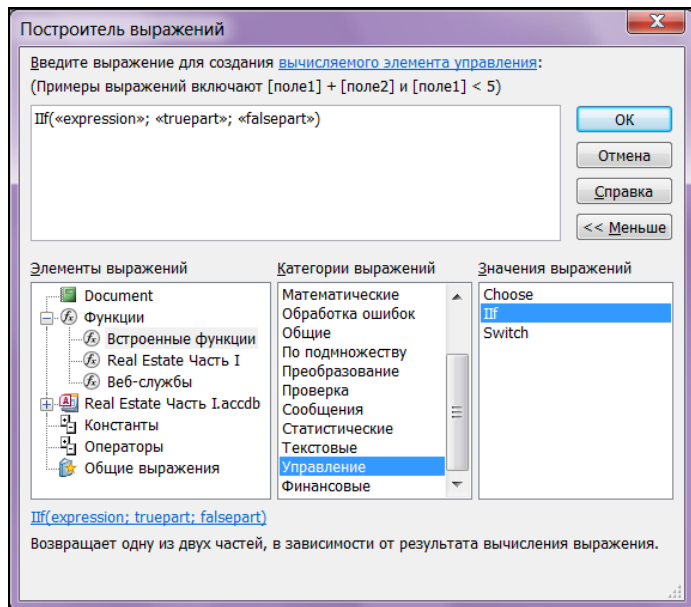 Построитель выражений
Введите выражение для создания вычисляемого элемента управления:
(Примеры выражений включают [поле1] + [поле2] и [поле1] < 5)
IIf(«expression»; «truepart»; «falsepart»)
ОК
Отмена
Справка
<< Меньше
Элементы выражений
Document
Функции
Встроенные функции
Real Estate Часть I
Веб-службы
Real Estate Часть I.accdb
Константы
Операторы
Общие выражения
Категории выражений
Математические
Обработка ошибок
Общие
По подмножеству
Преобразование
Проверка
Сообщения
Статистические
Текстовые
Управление
Финансовые
Значения выражений
Choose
IIf
Switch
IIf(expression; truepart; falsepart)
Возвращает одну из двух частей, в зависимости от результата вычисления выражения.